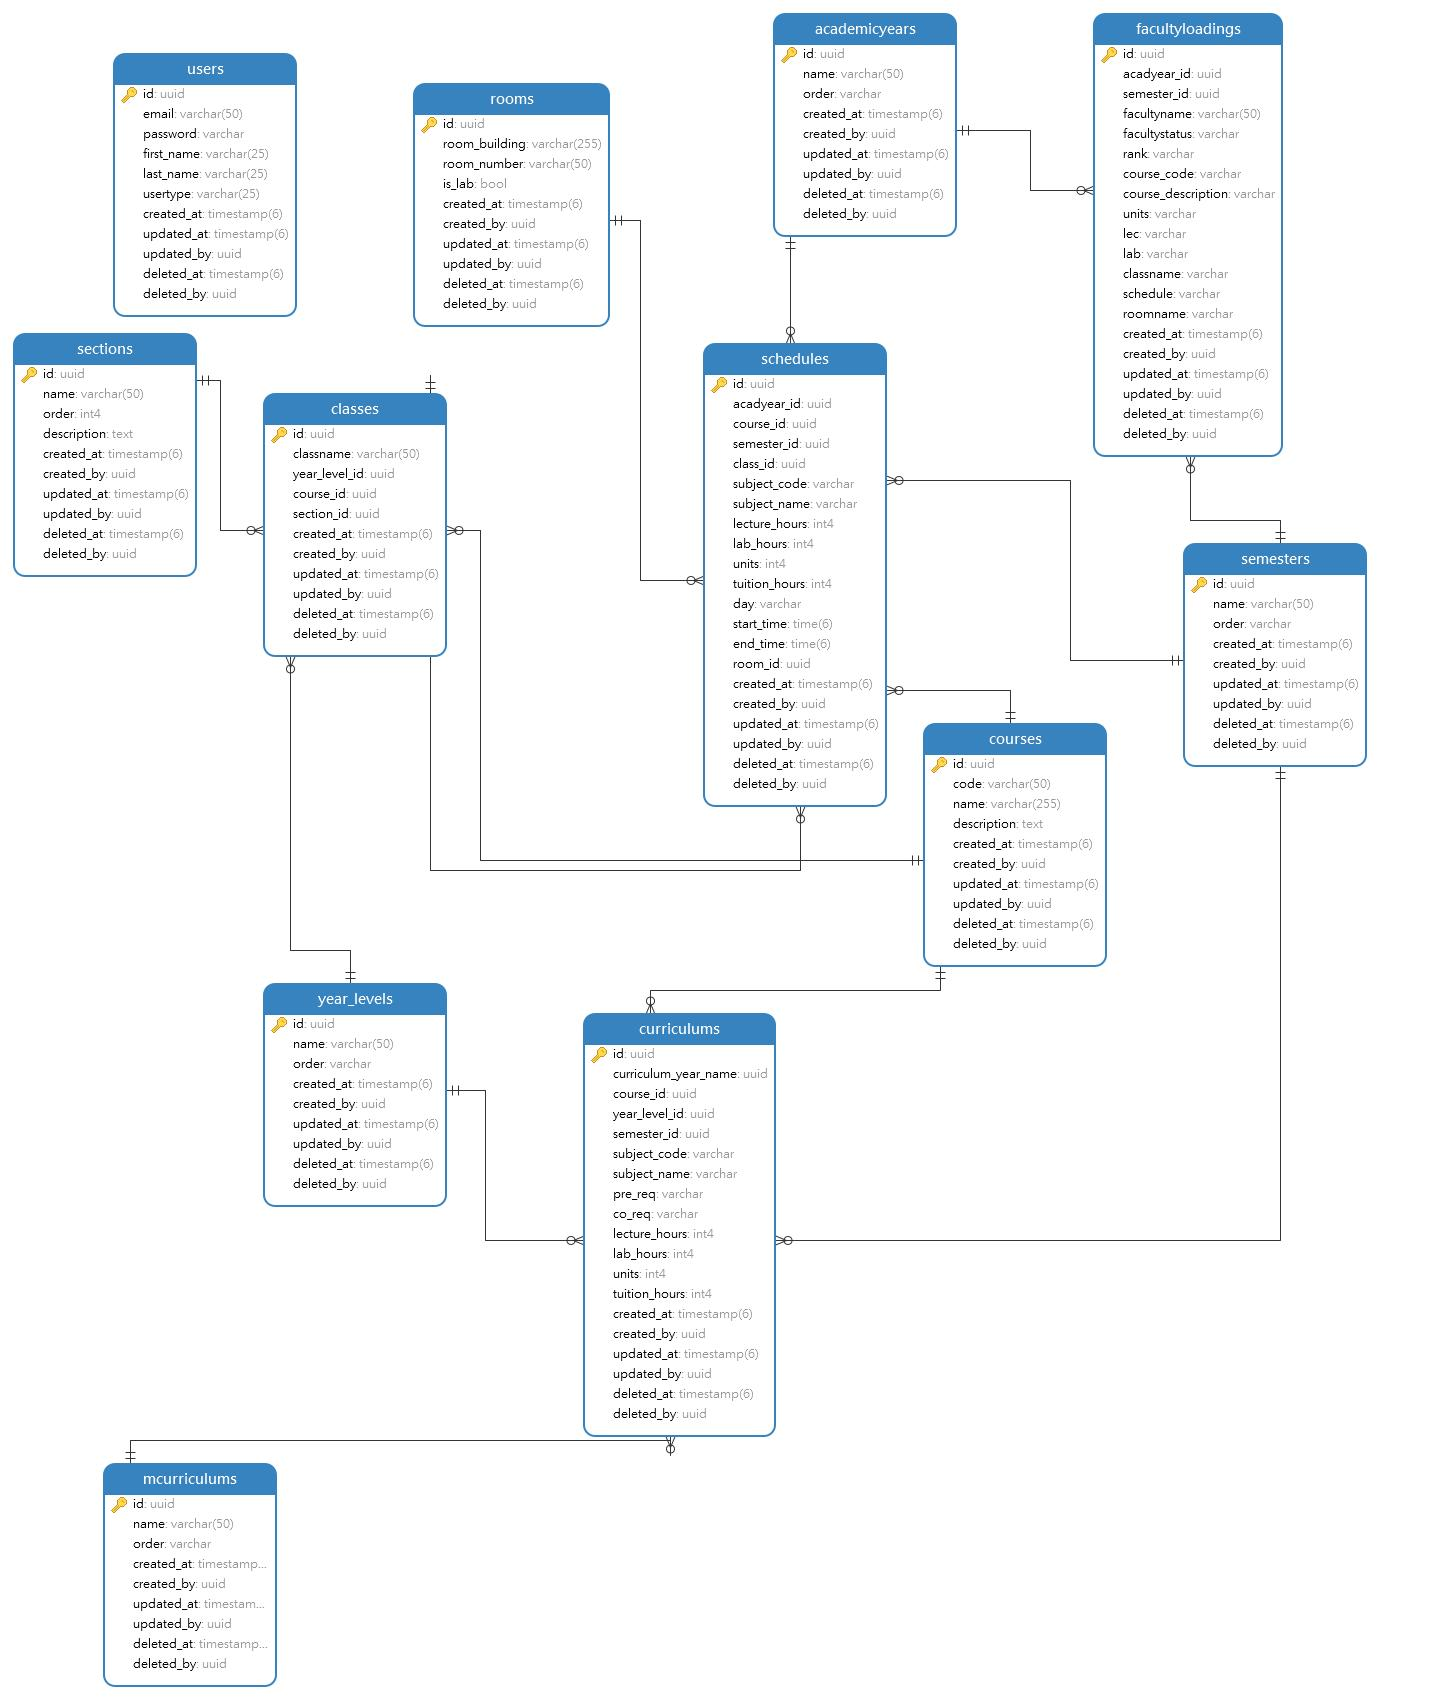 users
id: uuid
email: varchar(50)
password: varchar
first_name: varchar(25)
last_name: varchar(25)
usertype: varchar(25)
created_at: timestamp(6)
updated_at: timestamp(6)
updated_by: uuid
deleted_at: timestamp(6)
deleted_by: uuid
rooms
id: uuid
room_building: varchar(255)
room_number: varchar(50)
is_lab: bool
created_at: timestamp(6)
created_by: uuid
updated_at: timestamp(6)
updated_by: uuid
deleted_at: timestamp(6)
deleted_by: uuid
academicyears
id: uuid
name: varchar(50)
order: varchar
created_at: timestamp(6)
created_by: uuid
updated_at: timestamp(6)
updated_by: uuid
deleted_at: timestamp(6)
deleted_by: uuid
facultyloadings
id: uuid
acadyear_id: uuid
semester_id: uuid
facultyname: varchar(50)
facultystatus: varchar
rank: varchar
course_code: varchar
course_description: varchar
units: varchar
lec: varchar
lab: varchar
classname: varchar
schedule: varchar
roomname: varchar
created_at: timestamp(6)
created_by: uuid
updated_at: timestamp(6)
updated_by: uuid
deleted_at: timestamp(6)
deleted_by: uuid
sections
id: uuid
name: varchar(50)
order: int4
description: text
created_at: timestamp(6)
created_by: uuid
updated_at: timestamp(6)
updated_by: uuid
deleted_at: timestamp(6)
deleted_by: uuid
classes
id: uuid
classname: varchar(50)
year_level_id: uuid
course_id: uuid
section_id: uuid
created_at: timestamp(6)
created_by: uuid
updated_at: timestamp(6)
updated_by: uuid
deleted_at: timestamp(6)
deleted_by: uuid
schedules
id: uuid
acadyear_id: uuid
course_id: uuid
semester_id: uuid
class_id: uuid
subject_code: varchar
subject_name: varchar
lecture_hours: int4
lab_hours: int4
units: int4
tuition_hours: int4
day: varchar
start_time: time(6)
end_time: time(6)
room_id: uuid
created_at: timestamp(6)
created_by: uuid
updated_at: timestamp(6)
updated_by: uuid
deleted_at: timestamp(6)
deleted_by: uuid
semesters
id: uuid
name: varchar(50)
order: varchar
created_at: timestamp(6)
created_by: uuid
updated_at: timestamp(6)
updated_by: uuid
deleted_at: timestamp(6)
deleted_by: uuid
courses
id: uuid
code: varchar(50)
name: varchar(255)
description: text
created_at: timestamp(6)
created_by: uuid
updated_at: timestamp(6)
updated_by: uuid
deleted_at: timestamp(6)
deleted_by: uuid
year_levels
id: uuid
name: varchar(50)
order: varchar
created_at: timestamp(6)
created_by: uuid
updated_at: timestamp(6)
updated_by: uuid
deleted_at: timestamp(6)
deleted_by: uuid
curriculums
id: uuid
curriculum_year_name: uuid
course_id: uuid
year_level_id: uuid
semester_id: uuid
subject_code: varchar
subject_name: varchar
pre_req: varchar
co_req: varchar
lecture_hours: int4
lab_hours: int4
units: int4
tuition_hours: int4
created_at: timestamp(6)
created_by: uuid
updated_at: timestamp(6)
updated_by: uuid
deleted_at: timestamp(6)
deleted_by: uuid
mcurriculums
id: uuid
name: varchar(50)
order: varchar
created_at: timestamp...
created_by: uuid
updated_at: timestam...
updated_by: uuid
deleted_at: timestamp...
deleted_by: uuid